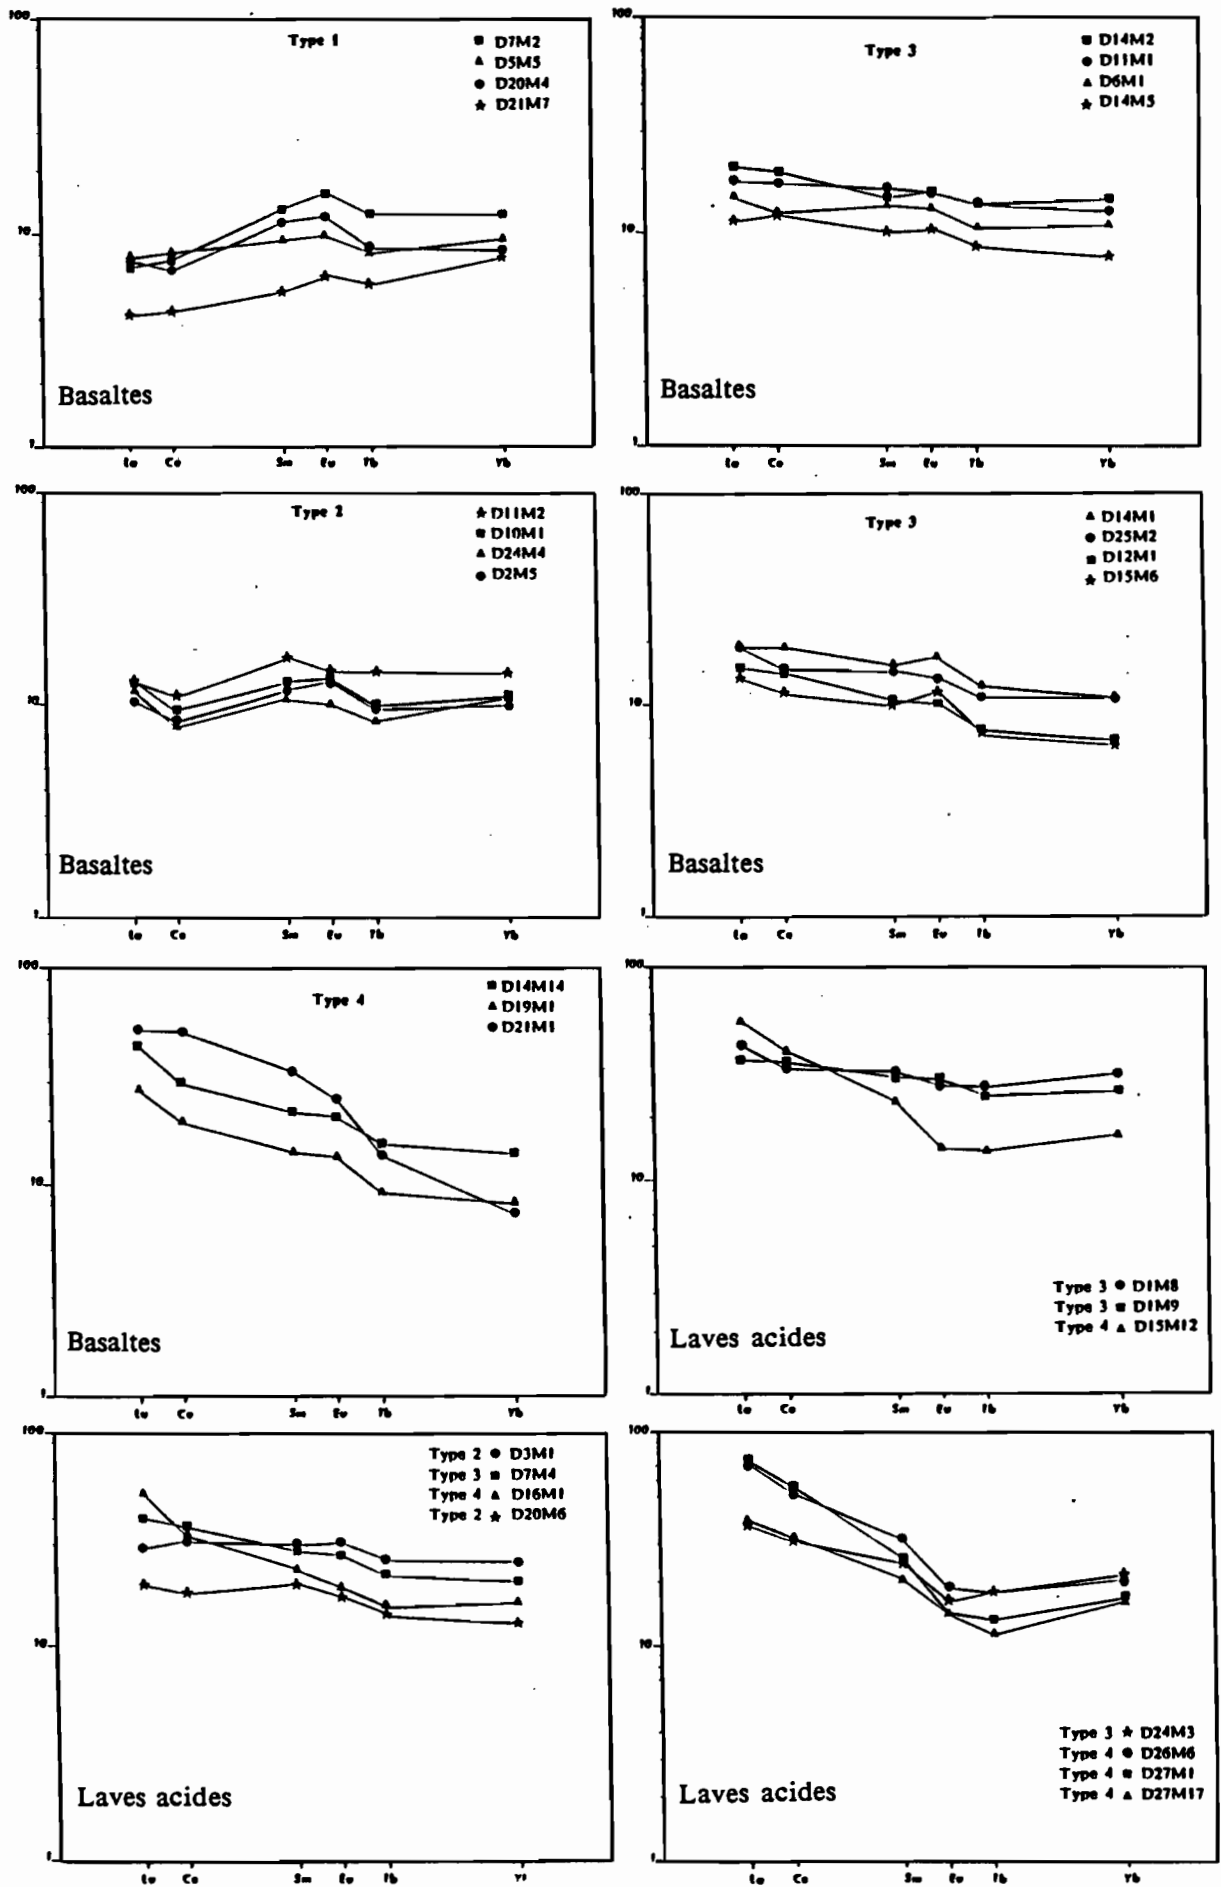 100
Type 1
D7M2
D5M5
D20M4
D21M7
10
Basaltes
1
La Ce Sm Eu Tb Yb
100
Type 3
D14M2
D11M1
D6M1
D14M5
10
Basaltes
1
La Ce Sm Eu Tb Yb
100
Type 2
D11M2
D10M1
D24M4
D2M5
10
Basaltes
1
La Ce Sm Eu Tb Yb
100
Type 3
D14M1
D25M2
D12M1
D15M6
10
Basaltes
1
La Ce Sm Eu Tb Yb
100
Type 4
D14M14
D19M1
D21M1
10
Basaltes
1
La Ce Sm Eu Tb Yb
100
10
Type 3 D1M8
Type 3 D1M9
Type 4 D15M12
Laves acides
1
La Ce Sm Eu Tb Yb
100
Type 2 D3M1
Type 3 D7M4
Type 4 D16M1
Type 2 D20M6
10
Laves acides
1
La Ce Sm Eu Tb
100
10
Type 3 D24M3
Type 4 D26M6
Type 4 D27M1
Type 4 D27M17
Laves acides
1
La Ce Sm Eu Tb Yb